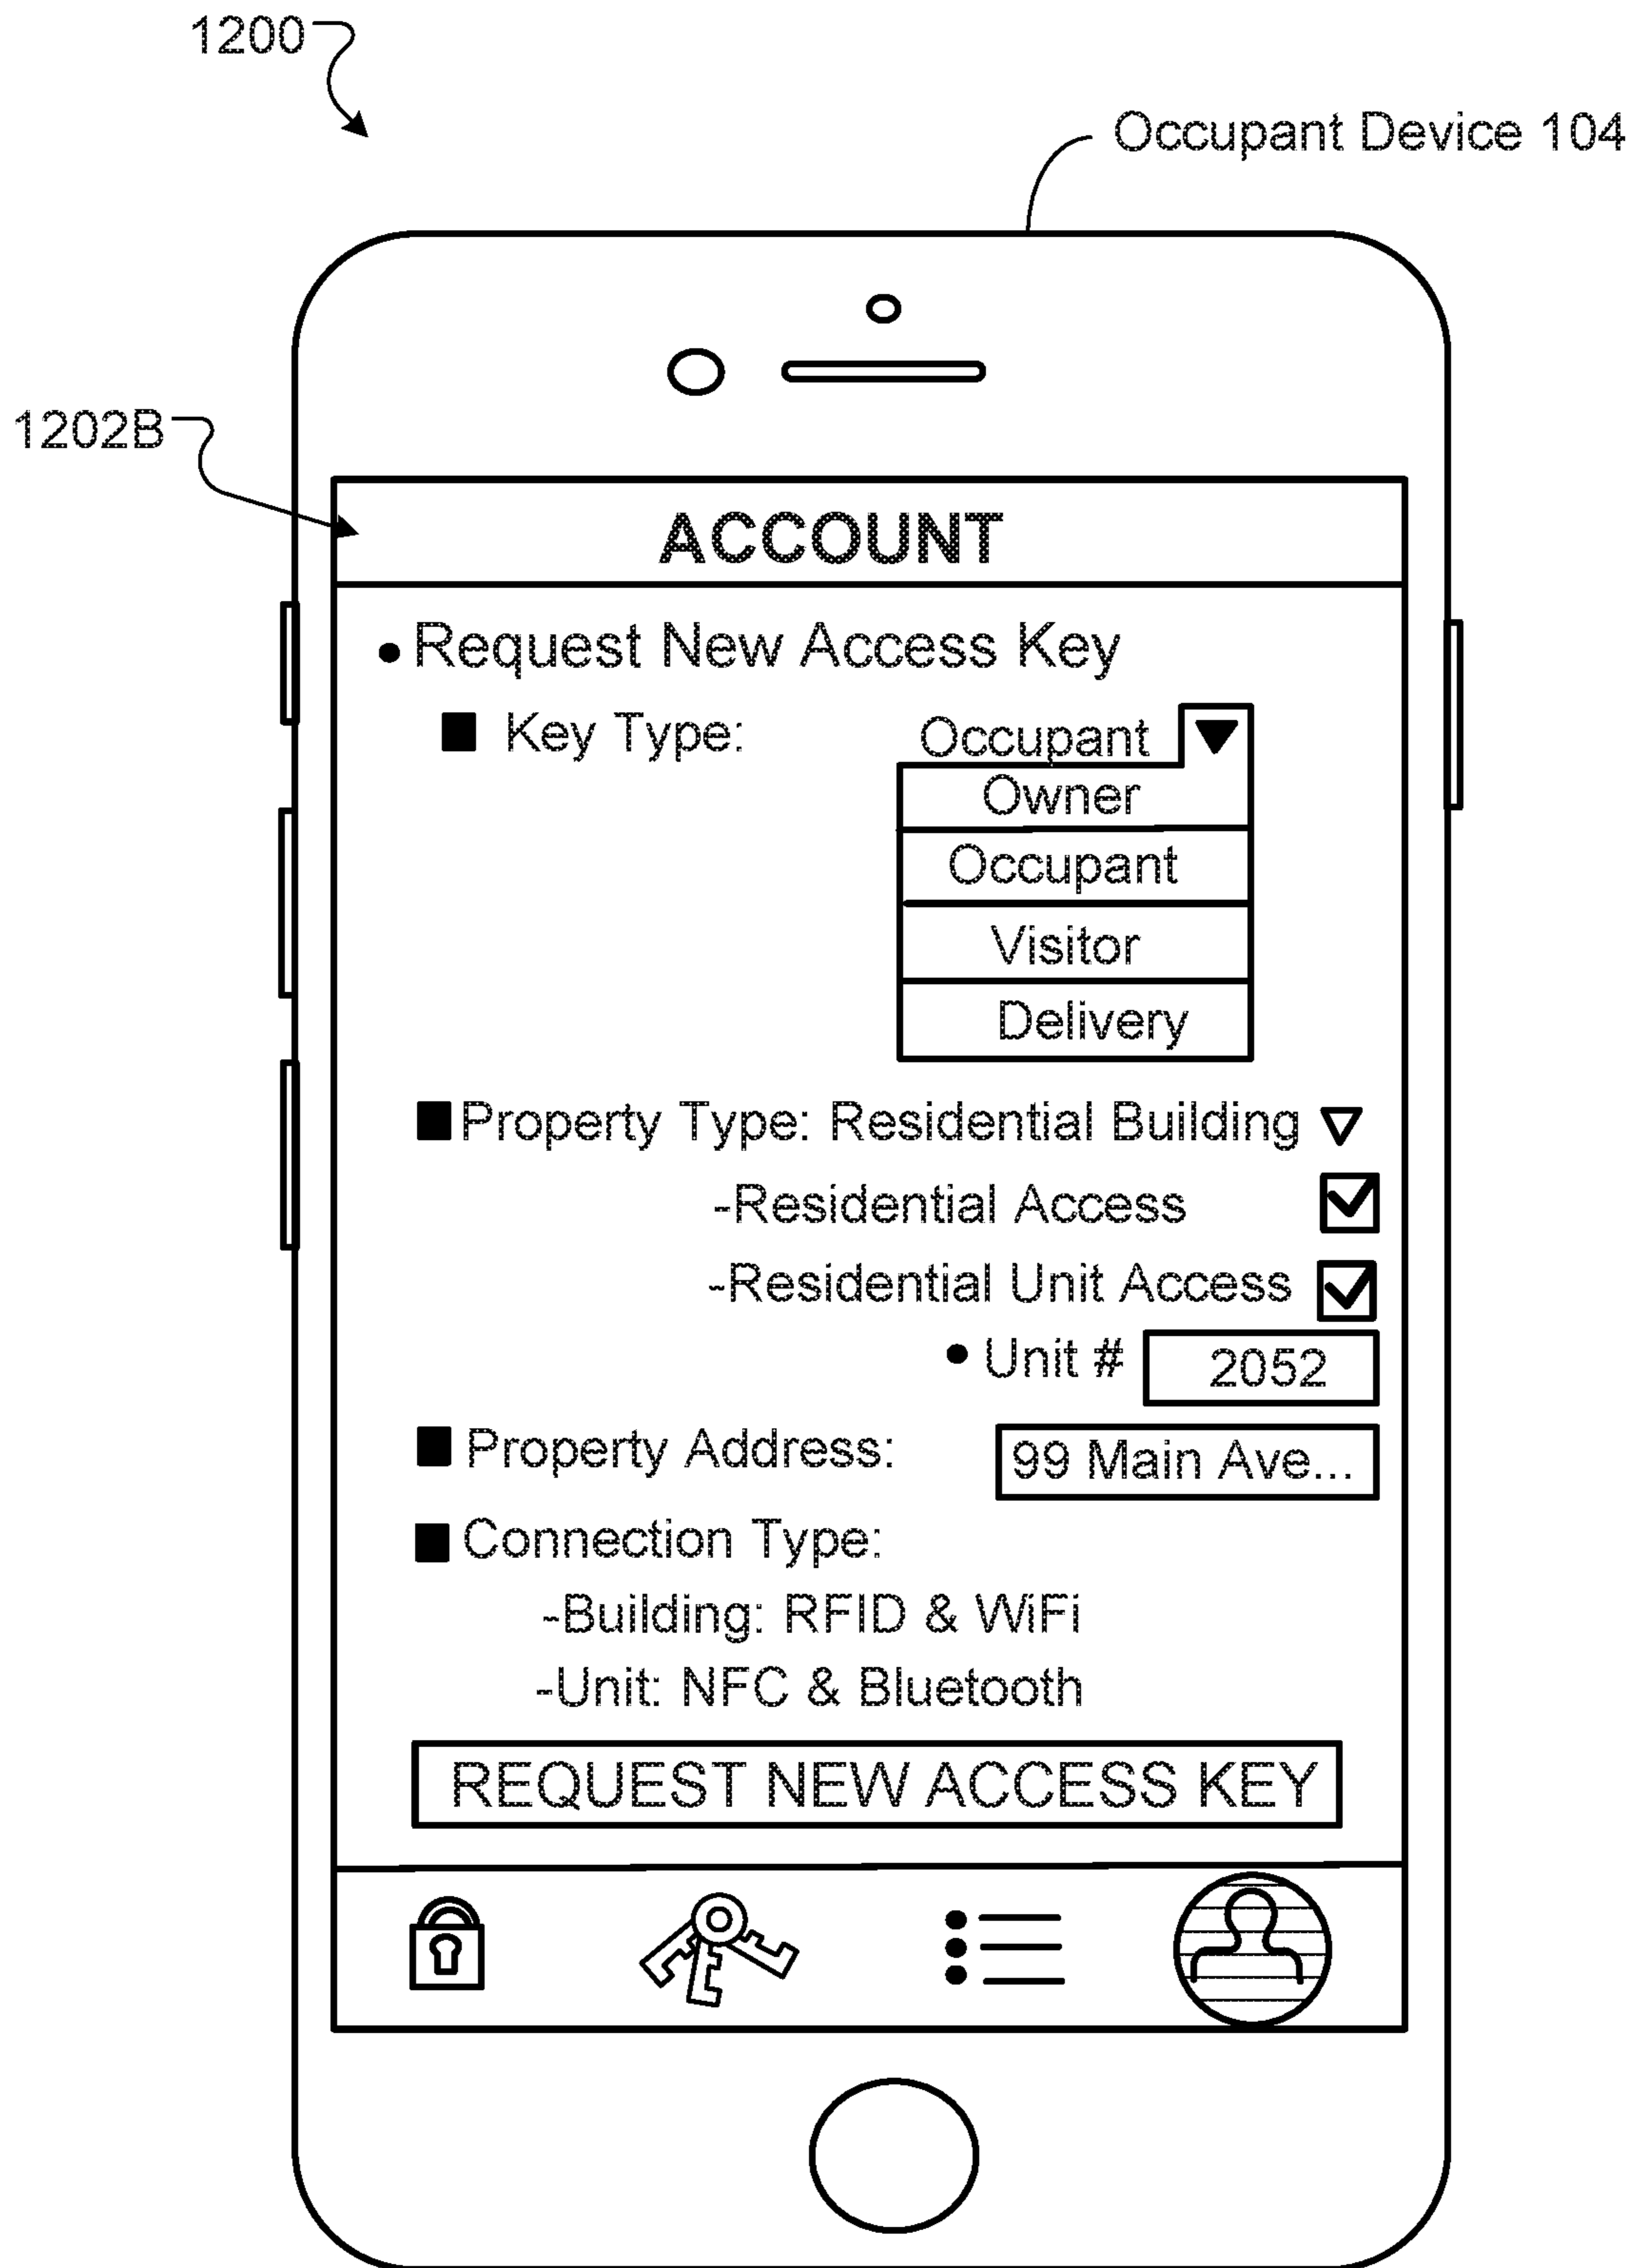 1200
Occupant Device 104
1202B
ACCOUNT
• Request New Access Key
■ Key Type: Occupant ▼
Owner
Occupant
Visitor
Delivery
■ Property Type: Residential Building ▽
-Residential Access
-Residential Unit Access
• Unit # 2052
■ Property Address: 99 Main Ave...
■ Connection Type:
-Building: RFID & WiFi
-Unit: NFC & Bluetooth
REQUEST NEW ACCESS KEY